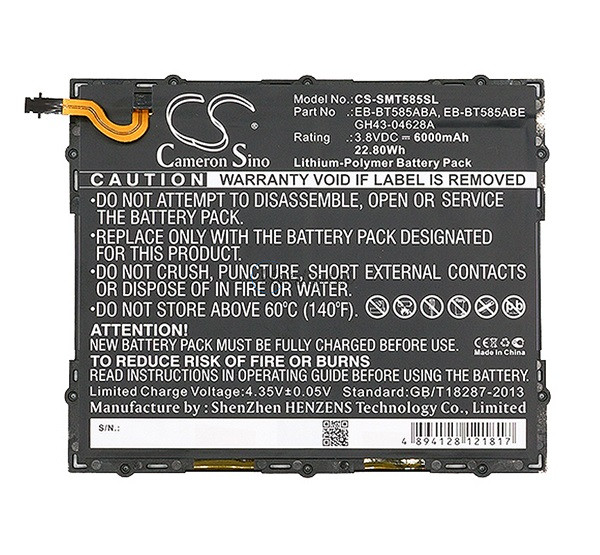 CS
Cameron Sino
Model No.:CS-SMT585SL
Part No. :EB-BT585ABA, EB-BT585ABE
GH43-04628A
Rating :3.8VDC⎓6000mAh
22.80Wh
Lithium-Polymer Battery Pack
CAUTION WARRANTY VOID IF LABEL IS REMOVED
•DO NOT ATTEMPT TO DISASSEMBLE, OPEN OR SERVICE
THE BATTERY PACK.
•REPLACE ONLY WITH THE BATTERY PACK DESIGNATED
FOR THIS PRODUCT.
•DO NOT CRUSH, PUNCTURE, SHORT EXTERNAL CONTACTS
OR DISPOSE OF IN FIRE OR WATER.
•DO NOT STORE ABOVE 60°C (140°F).
Pb
ATTENTION!
NEW BATTERY PACK MUST BE FULLY CHARGED BEFORE USE
CE
Made in China
TO REDUCE RISK OF FIRE OR BURNS
READ OPERATING GUIDE BEFORE USING THE BATTERY.
Limited Charge Voltage:4.35V±0.05V Standard:GB/T18287-2013
Manufacturer : ShenZhen HENZENS Technology Co., Limited
S/N.:
4 894128 121817